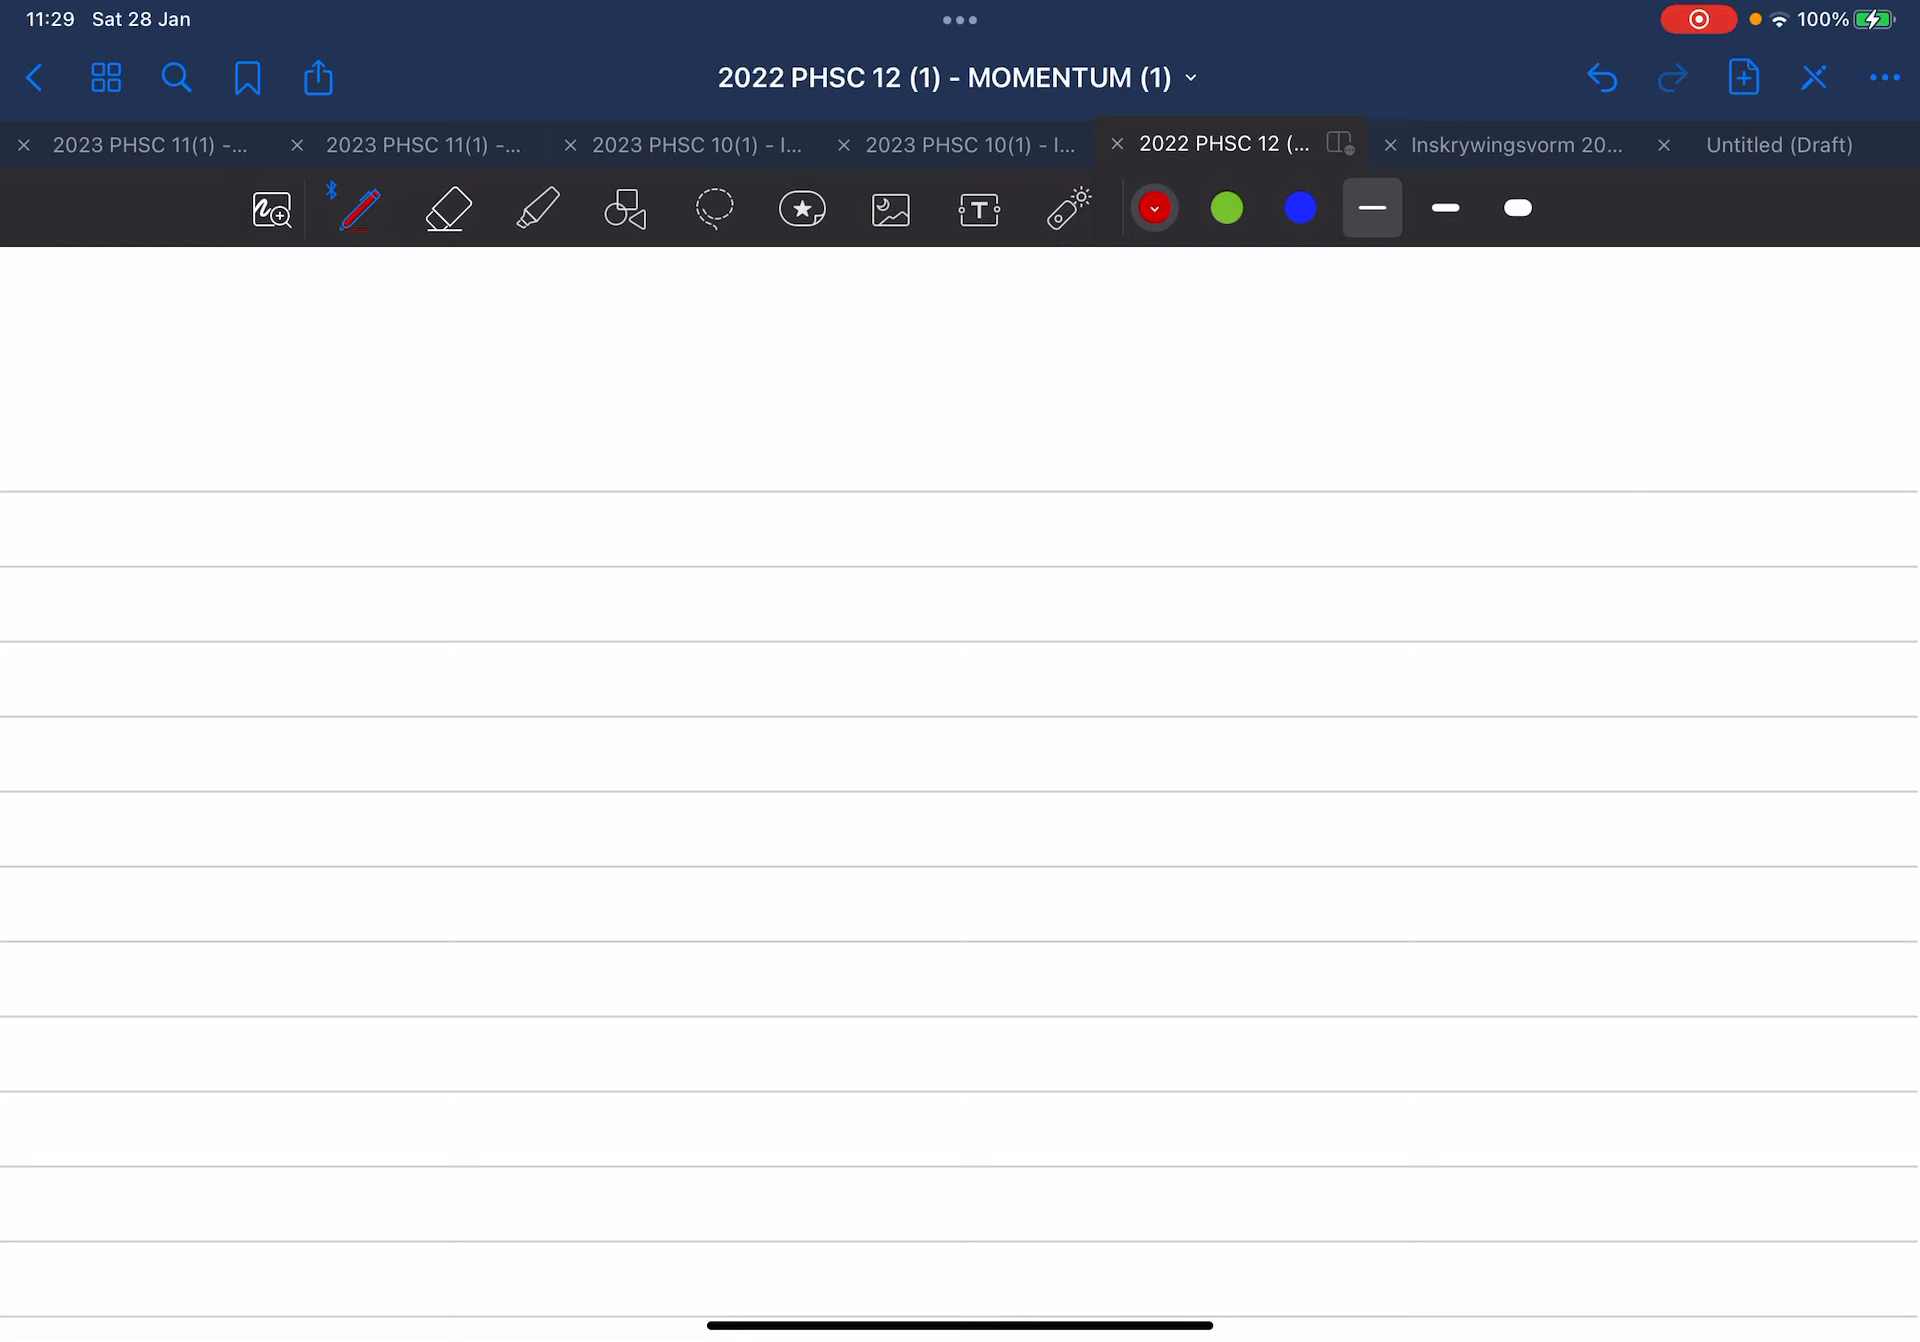 11:29 Sat 28 Jan
100%
2022 PHSC 12 (1) - MOMENTUM (1)
2023 PHSC 11(1) -...
2023 PHSC 11(1) -...
2023 PHSC 10(1) - I...
2023 PHSC 10(1) - I...
2022 PHSC 12 (...
Inskrywingsvorm 20...
Untitled (Draft)
T